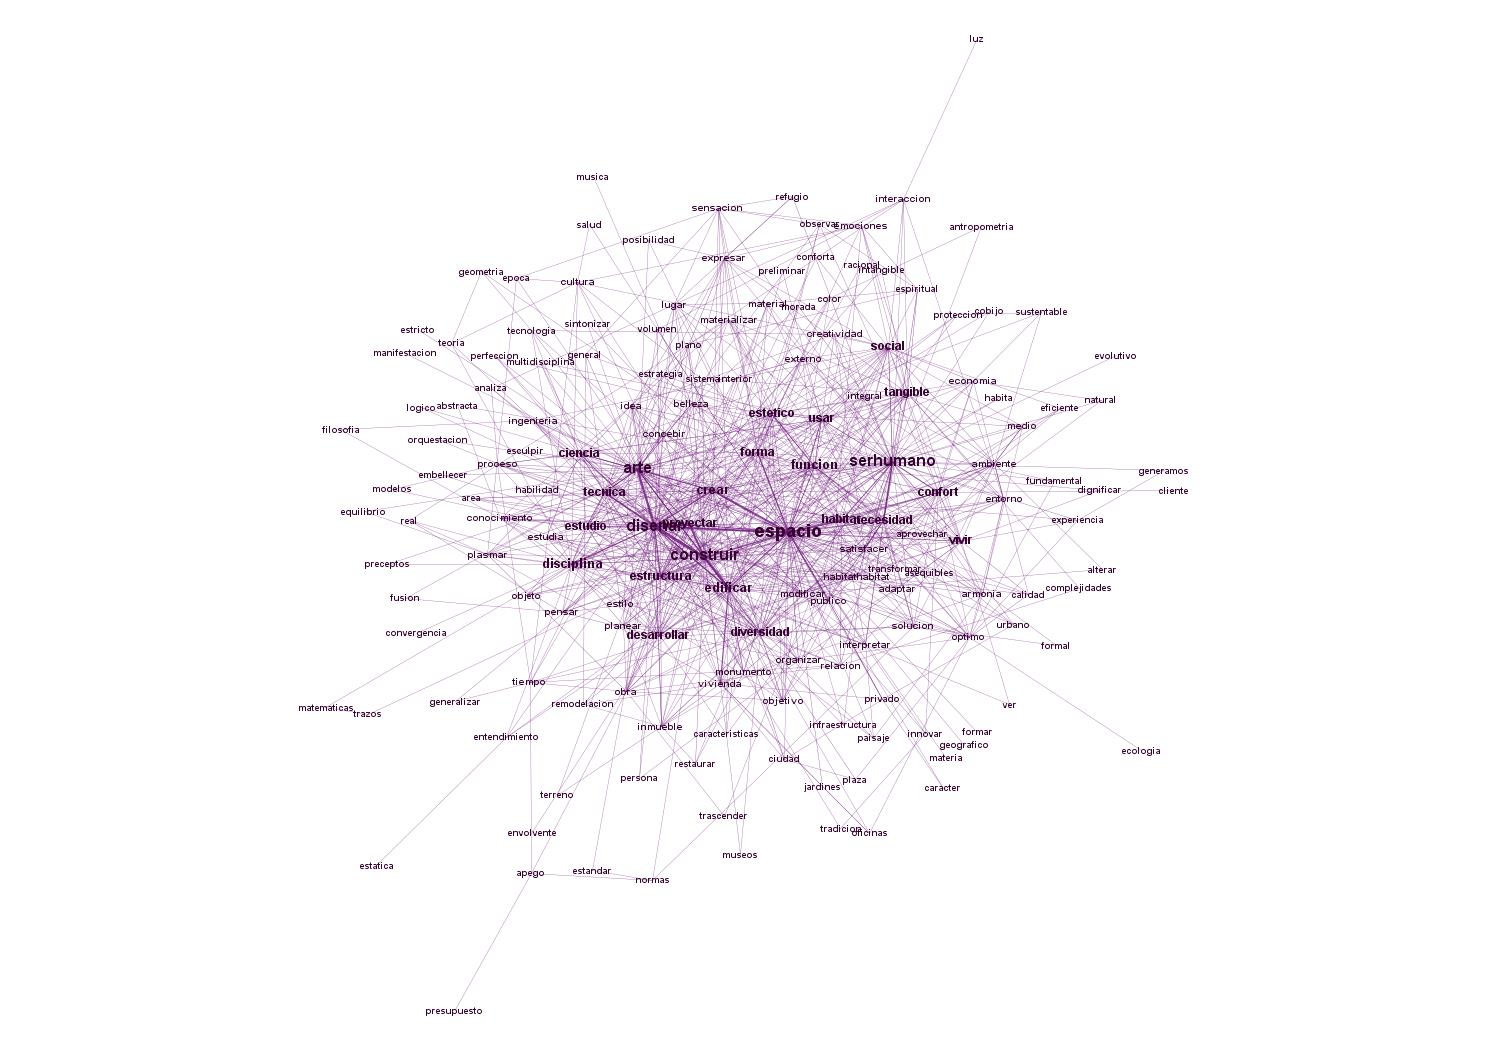 luz
musica
refugio
interaccion
sensacion
salud
observar
emociones
antropometria
posibilidad
expresar
conforta
racional
intangible
preliminar
geometria
epoca
cultura
espiritual
lugar
material
morada
color
proteccion
cobijo
sustentable
materializar
sintonizar
estricto
tecnologia
volumen
creatividad
teoria
plano
social
manifestacion
perfeccion
general
multidisciplina
externo
evolutivo
estrategia
sistema
interior
economia
analiza
tangible
integral
habita
natural
logico
abstracta
idea
belleza
eficiente
estetico
usar
ingenieria
medio
filosofia
concebir
orquestacion
esculpir
ciencia
forma
funcion
serhumano
proceso
arte
ambiente
generamos
embellecer
fundamental
modelos
habilidad
tecnica
crear
confort
dignificar
cliente
area
entorno
equilibrio
real
conocimiento
estudio
diseñar
proyectar
habitar
necesidad
experiencia
espacio
estudia
aprovechar
vivir
plasmar
construir
satisfacer
preceptos
disciplina
estructura
transformar
asequibles
alterar
habitathabitat
edificar
adaptar
complejidades
fusion
objeto
modificar
armonia
calidad
publico
pensar
estilo
convergencia
planear
desarrollar
diversidad
solucion
urbano
optimo
interpretar
formal
organizar
relacion
monumento
tiempo
vivienda
obra
generalizar
remodelacion
objetivo
privado
ver
matematicas
trazos
inmueble
infraestructura
entendimiento
caracteristicas
paisaje
innovar
formar
geografico
ecologia
restaurar
ciudad
materia
persona
plaza
jardines
caracter
terreno
trascender
envolvente
tradicion
oficinas
museos
estatica
apego
estandar
normas
presupuesto